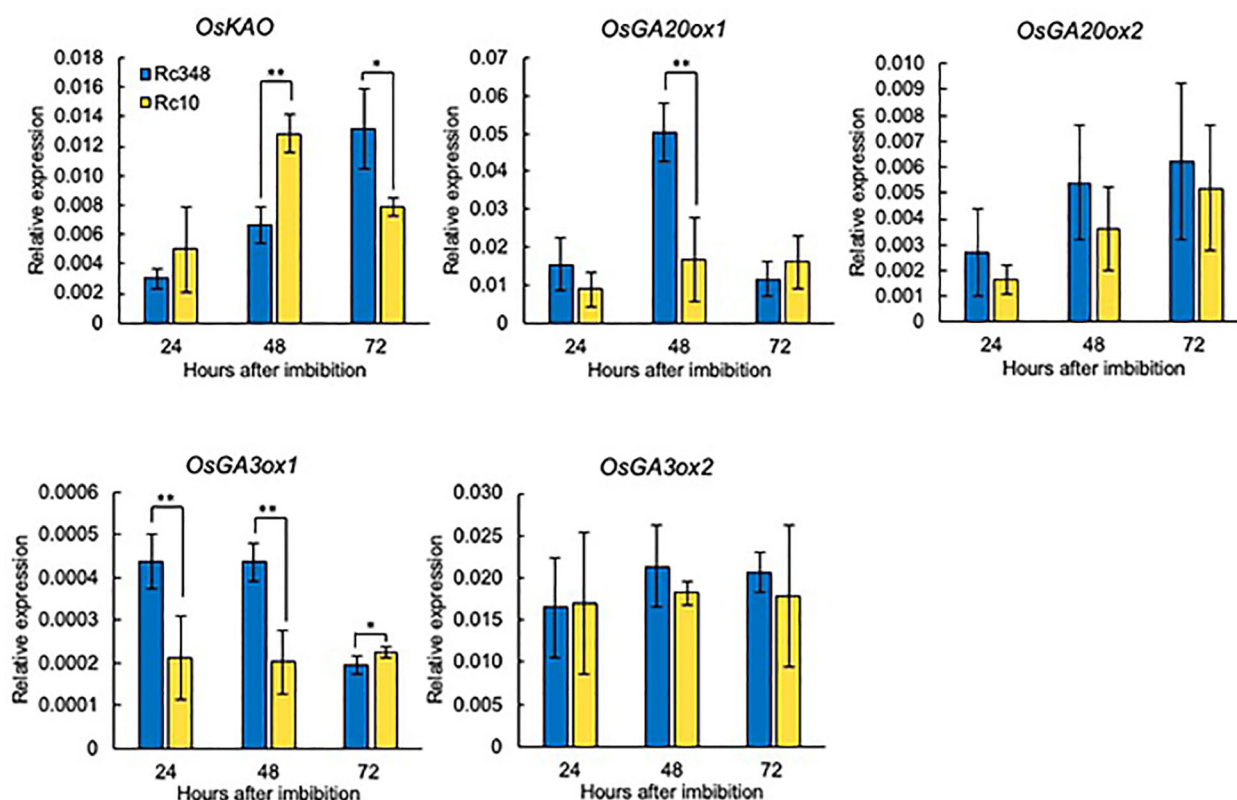 OsKAO
Relative expression
0.018
0.016
0.014
0.012
0.010
0.008
0.006
0.004
0.002
0
Rc348
Rc10
**
*
24 48 72
Hours after imbibition
OsGA20ox1
Relative expression
0.07
0.06
0.05
0.04
0.03
0.02
0.01
0
**
24 48 72
Hours after imbibition
OsGA20ox2
Relative expression
0.010
0.009
0.008
0.007
0.006
0.005
0.004
0.003
0.002
0.001
0
24 48 72
Hours after imbibition
OsGA3ox1
Relative expression
0.0006
0.0005
0.0004
0.0003
0.0002
0.0001
0
**
**
*
24 48 72
Hours after imbibition
OsGA3ox2
Relative expression
0.030
0.025
0.020
0.015
0.010
0.005
0
24 48 72
Hours after imbibition